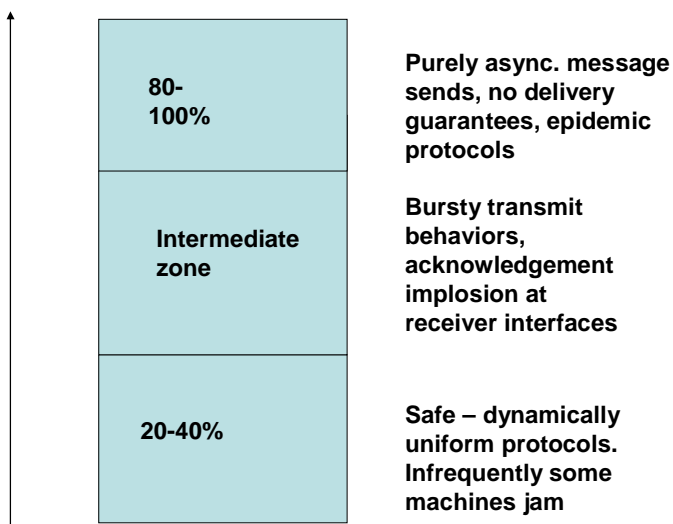 80-
100%
Purely async. message
sends, no delivery
guarantees, epidemic
protocols
Intermediate
zone
Bursty transmit
behaviors,
acknowledgement
implosion at
receiver interfaces
20-40%
Safe – dynamically
uniform protocols.
Infrequently some
machines jam